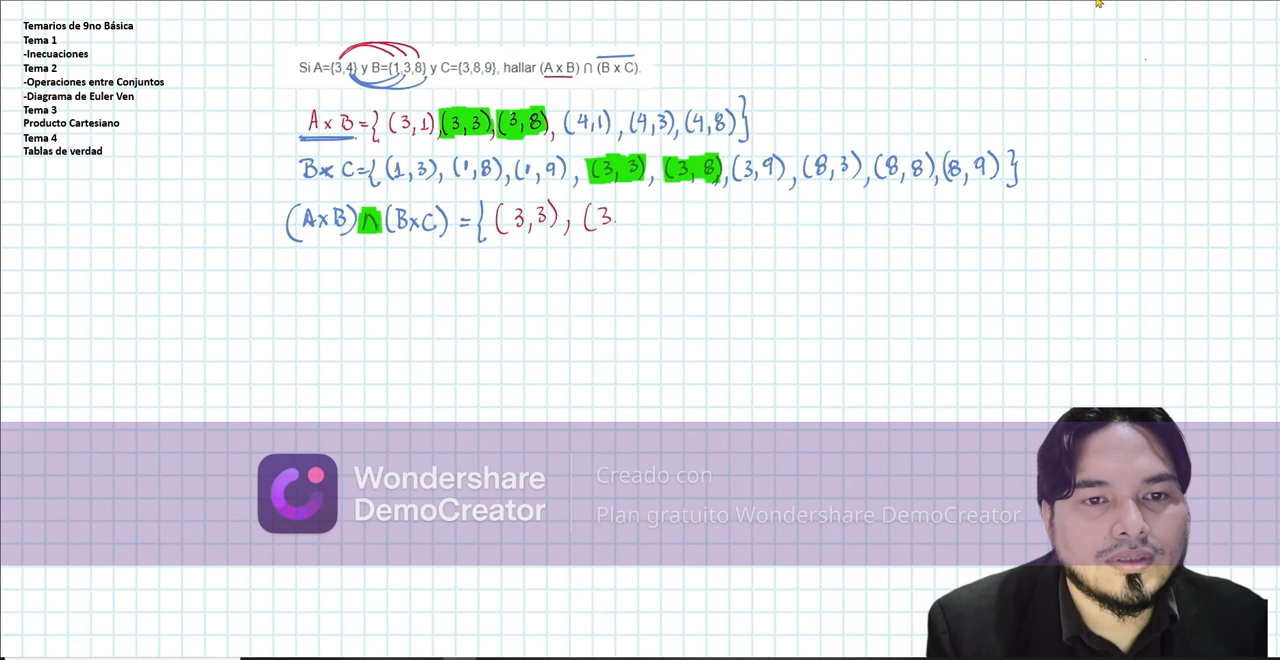 Temarios de 9no Básica
Tema 1
-Inecuaciones
Tema 2
-Operaciones entre Conjuntos
-Diagrama de Euler Ven
Tema 3
Producto Cartesiano
Tema 4
Tablas de verdad
Si A={3,4} y B={1,3,8} y C={3,8,9}, hallar (A x B) ∩ (B x C).
A x B = { (3,1), (3,3), (3,8), (4,1), (4,3), (4,8) }
B x C = { (1,3), (1,8), (1,9), (3,3), (3,8), (3,9), (8,3), (8,8), (8,9) }
(A x B) ∩ (B x C) = { (3,3), (3
Wondershare
DemoCreator
Creado con
Plan gratuito Wondershare DemoCreator